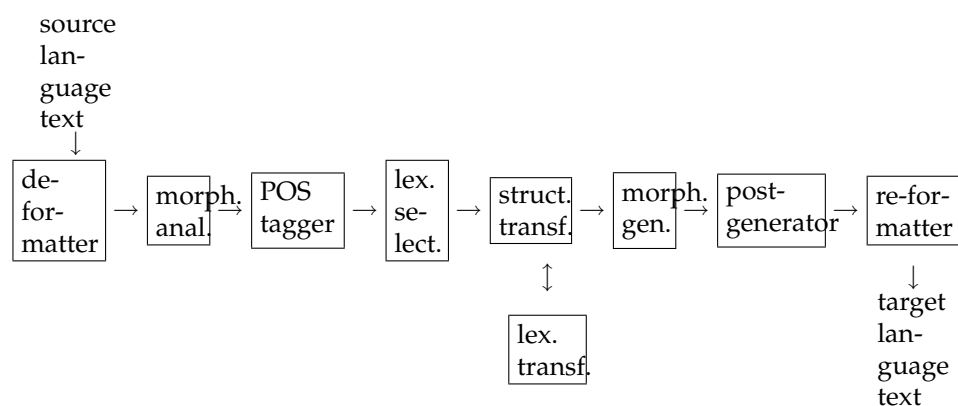 source
lan-
guage
text
↓
de-
for-
matter
→
morph.
anal.
→
POS
tagger
→
lex.
se-
lect.
→
struct.
transf.
→
morph.
gen.
→
post-
generator
→
re-for-
matter
↕
lex.
transf.
↓
target
lan-
guage
text